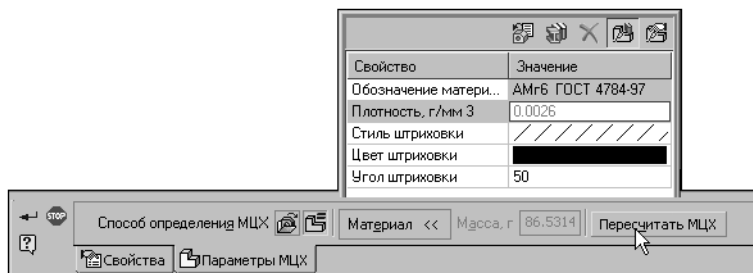 Свойство Значение
Обозначение матери... АМг6 ГОСТ 4784-97
Плотность, г/мм 3 0.0026
Стиль штриховки
Цвет штриховки
Угол штриховки 50
STOP Способ определения МЦХ Материал << Масса, г 86.5314 Пересчитать МЦХ
?
Свойства Параметры МЦХ